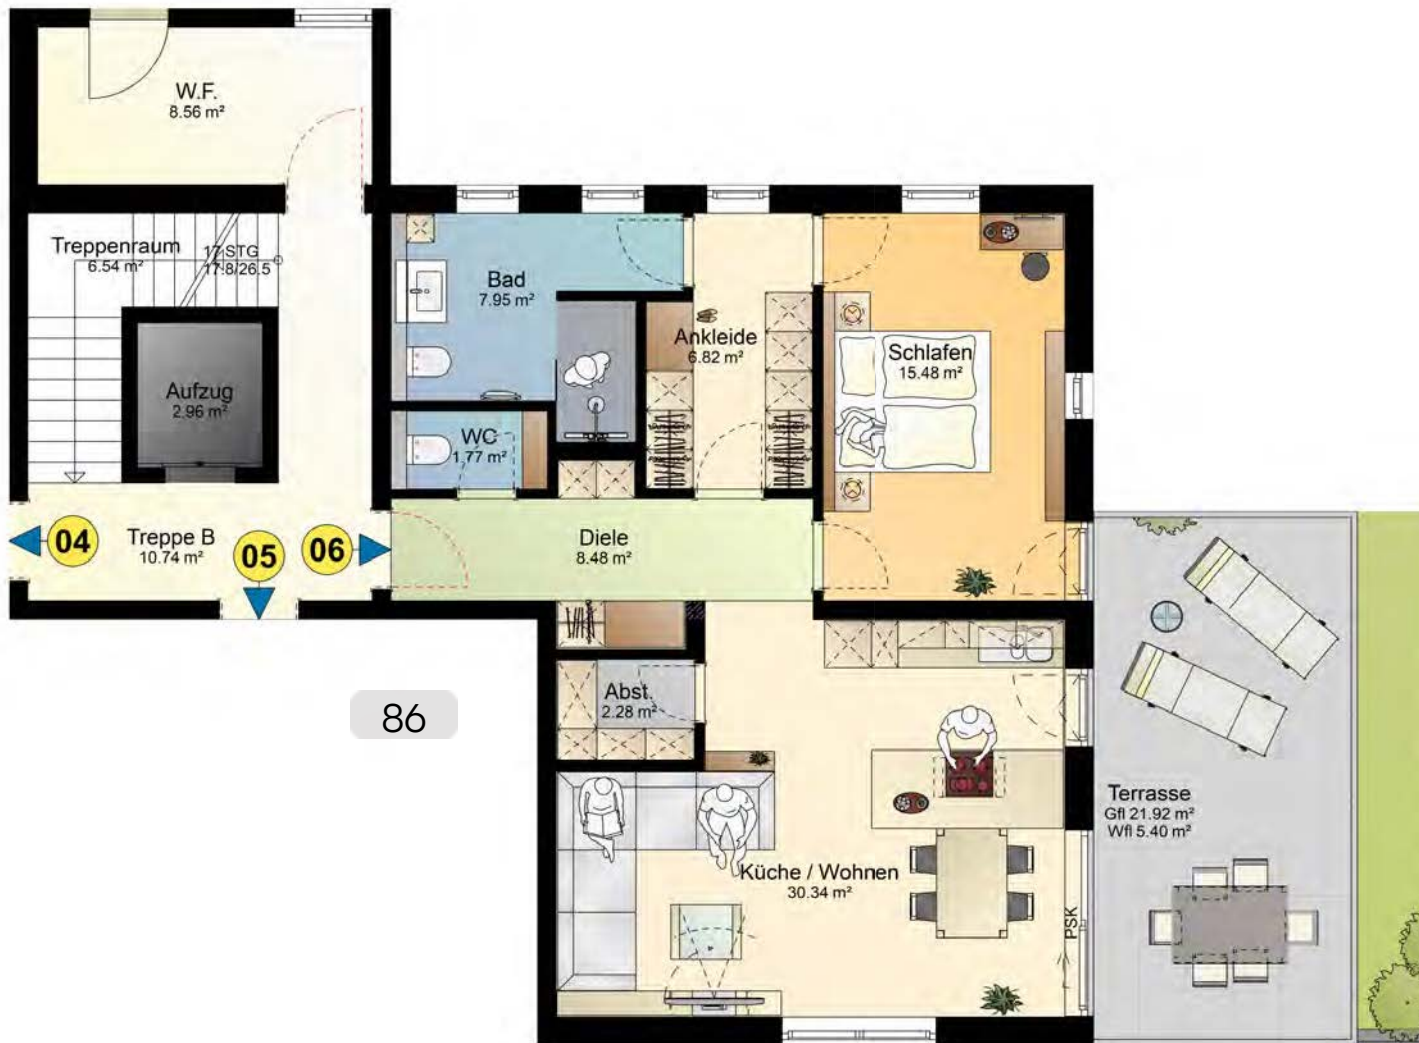 W.F.
8.56 m²
Treppenraum
6.54 m²
17 STG
17.8/26.5
Bad
7.95 m²
Ankleide
6.82 m²
Schlafen
15.48 m²
Aufzug
2.96 m²
WC
1.77 m²
04
Treppe B
10.74 m²
05
06
Diele
8.48 m²
Abst.
2.28 m²
86
Terrasse
Gfl 21.92 m²
Wfl 5.40 m²
Küche / Wohnen
30.34 m²
PSK